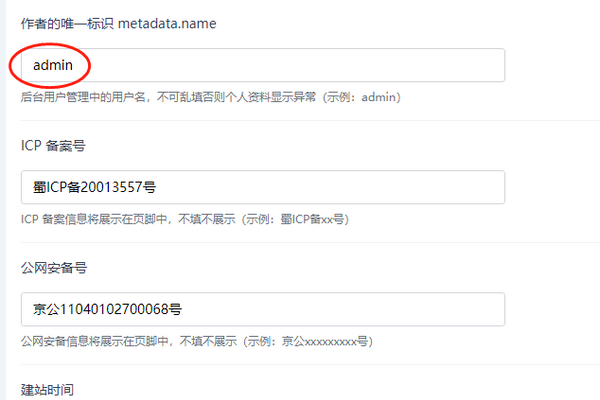 作者的唯一标识 metadata.name
admin
后台用户管理中的用户名，不可乱填否则个人资料显示异常（示例：admin）
ICP 备案号
蜀ICP备20013557号
ICP 备案信息将展示在页脚中，不填不展示（示例：蜀ICP备xx号）
公网安备号
京公11040102700068号
公网安备信息将展示在页脚中，不填不展示（示例：京公xxxxxxxxx号）
建站时间